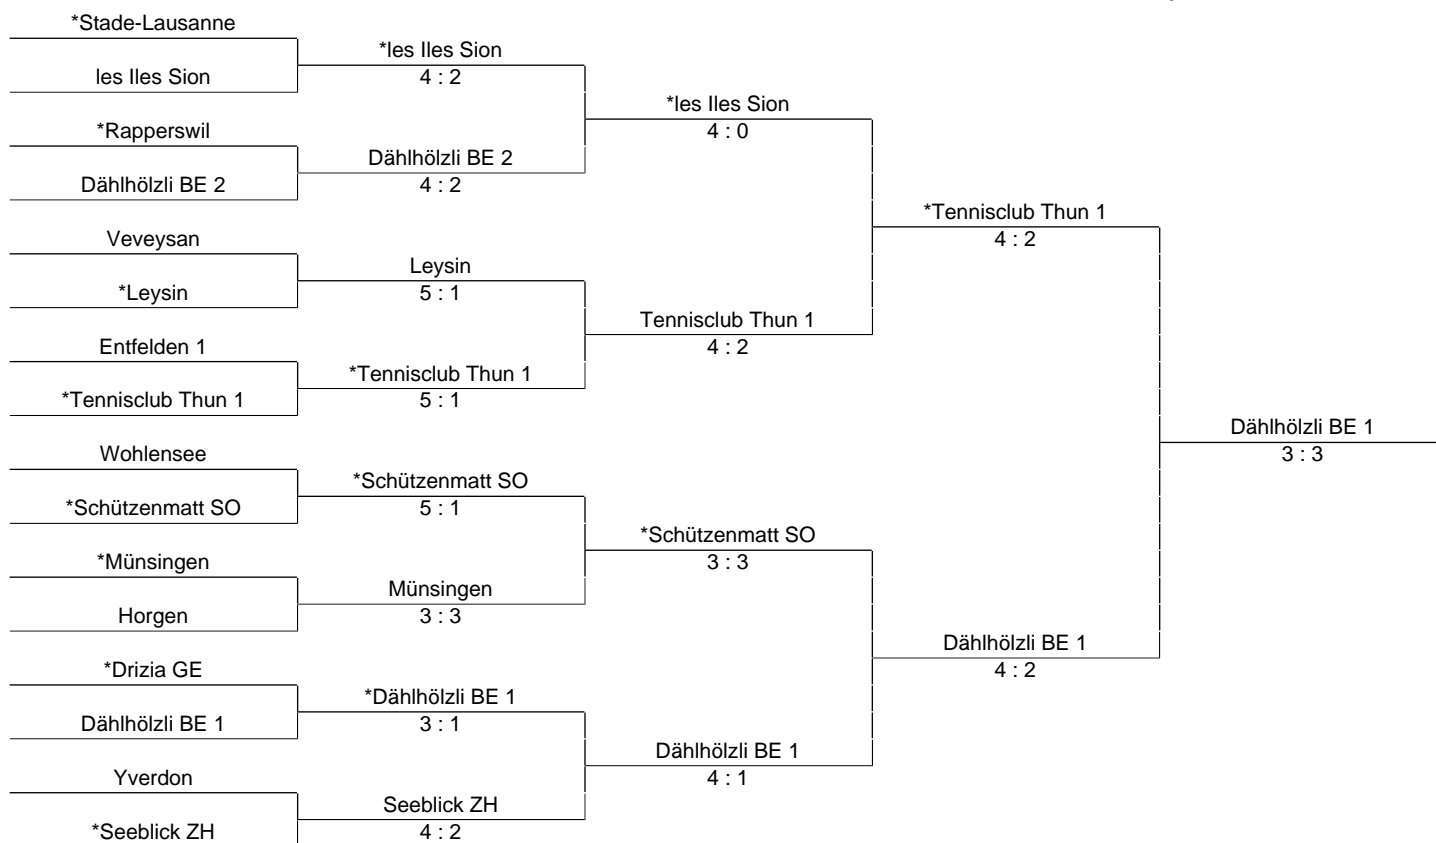 *Stade-Lausanne
*les Iles Sion
les Iles Sion
4 : 2
*les Iles Sion
*Rapperswil
4 : 0
Dählhölzli BE 2
Dählhölzli BE 2
4 : 2
*Tennisclub Thun 1
Veveysan
4 : 2
Leysin
*Leysin
5 : 1
Tennisclub Thun 1
Entfelden 1
4 : 2
*Tennisclub Thun 1
*Tennisclub Thun 1
5 : 1
Dählhölzli BE 1
Wohlensee
3 : 3
*Schützenmatt SO
*Schützenmatt SO
5 : 1
*Schützenmatt SO
*Münsingen
3 : 3
Münsingen
Horgen
3 : 3
Dählhölzli BE 1
*Drizia GE
4 : 2
*Dählhölzli BE 1
Dählhölzli BE 1
3 : 1
Dählhölzli BE 1
Yverdon
4 : 1
Seeblick ZH
*Seeblick ZH
4 : 2